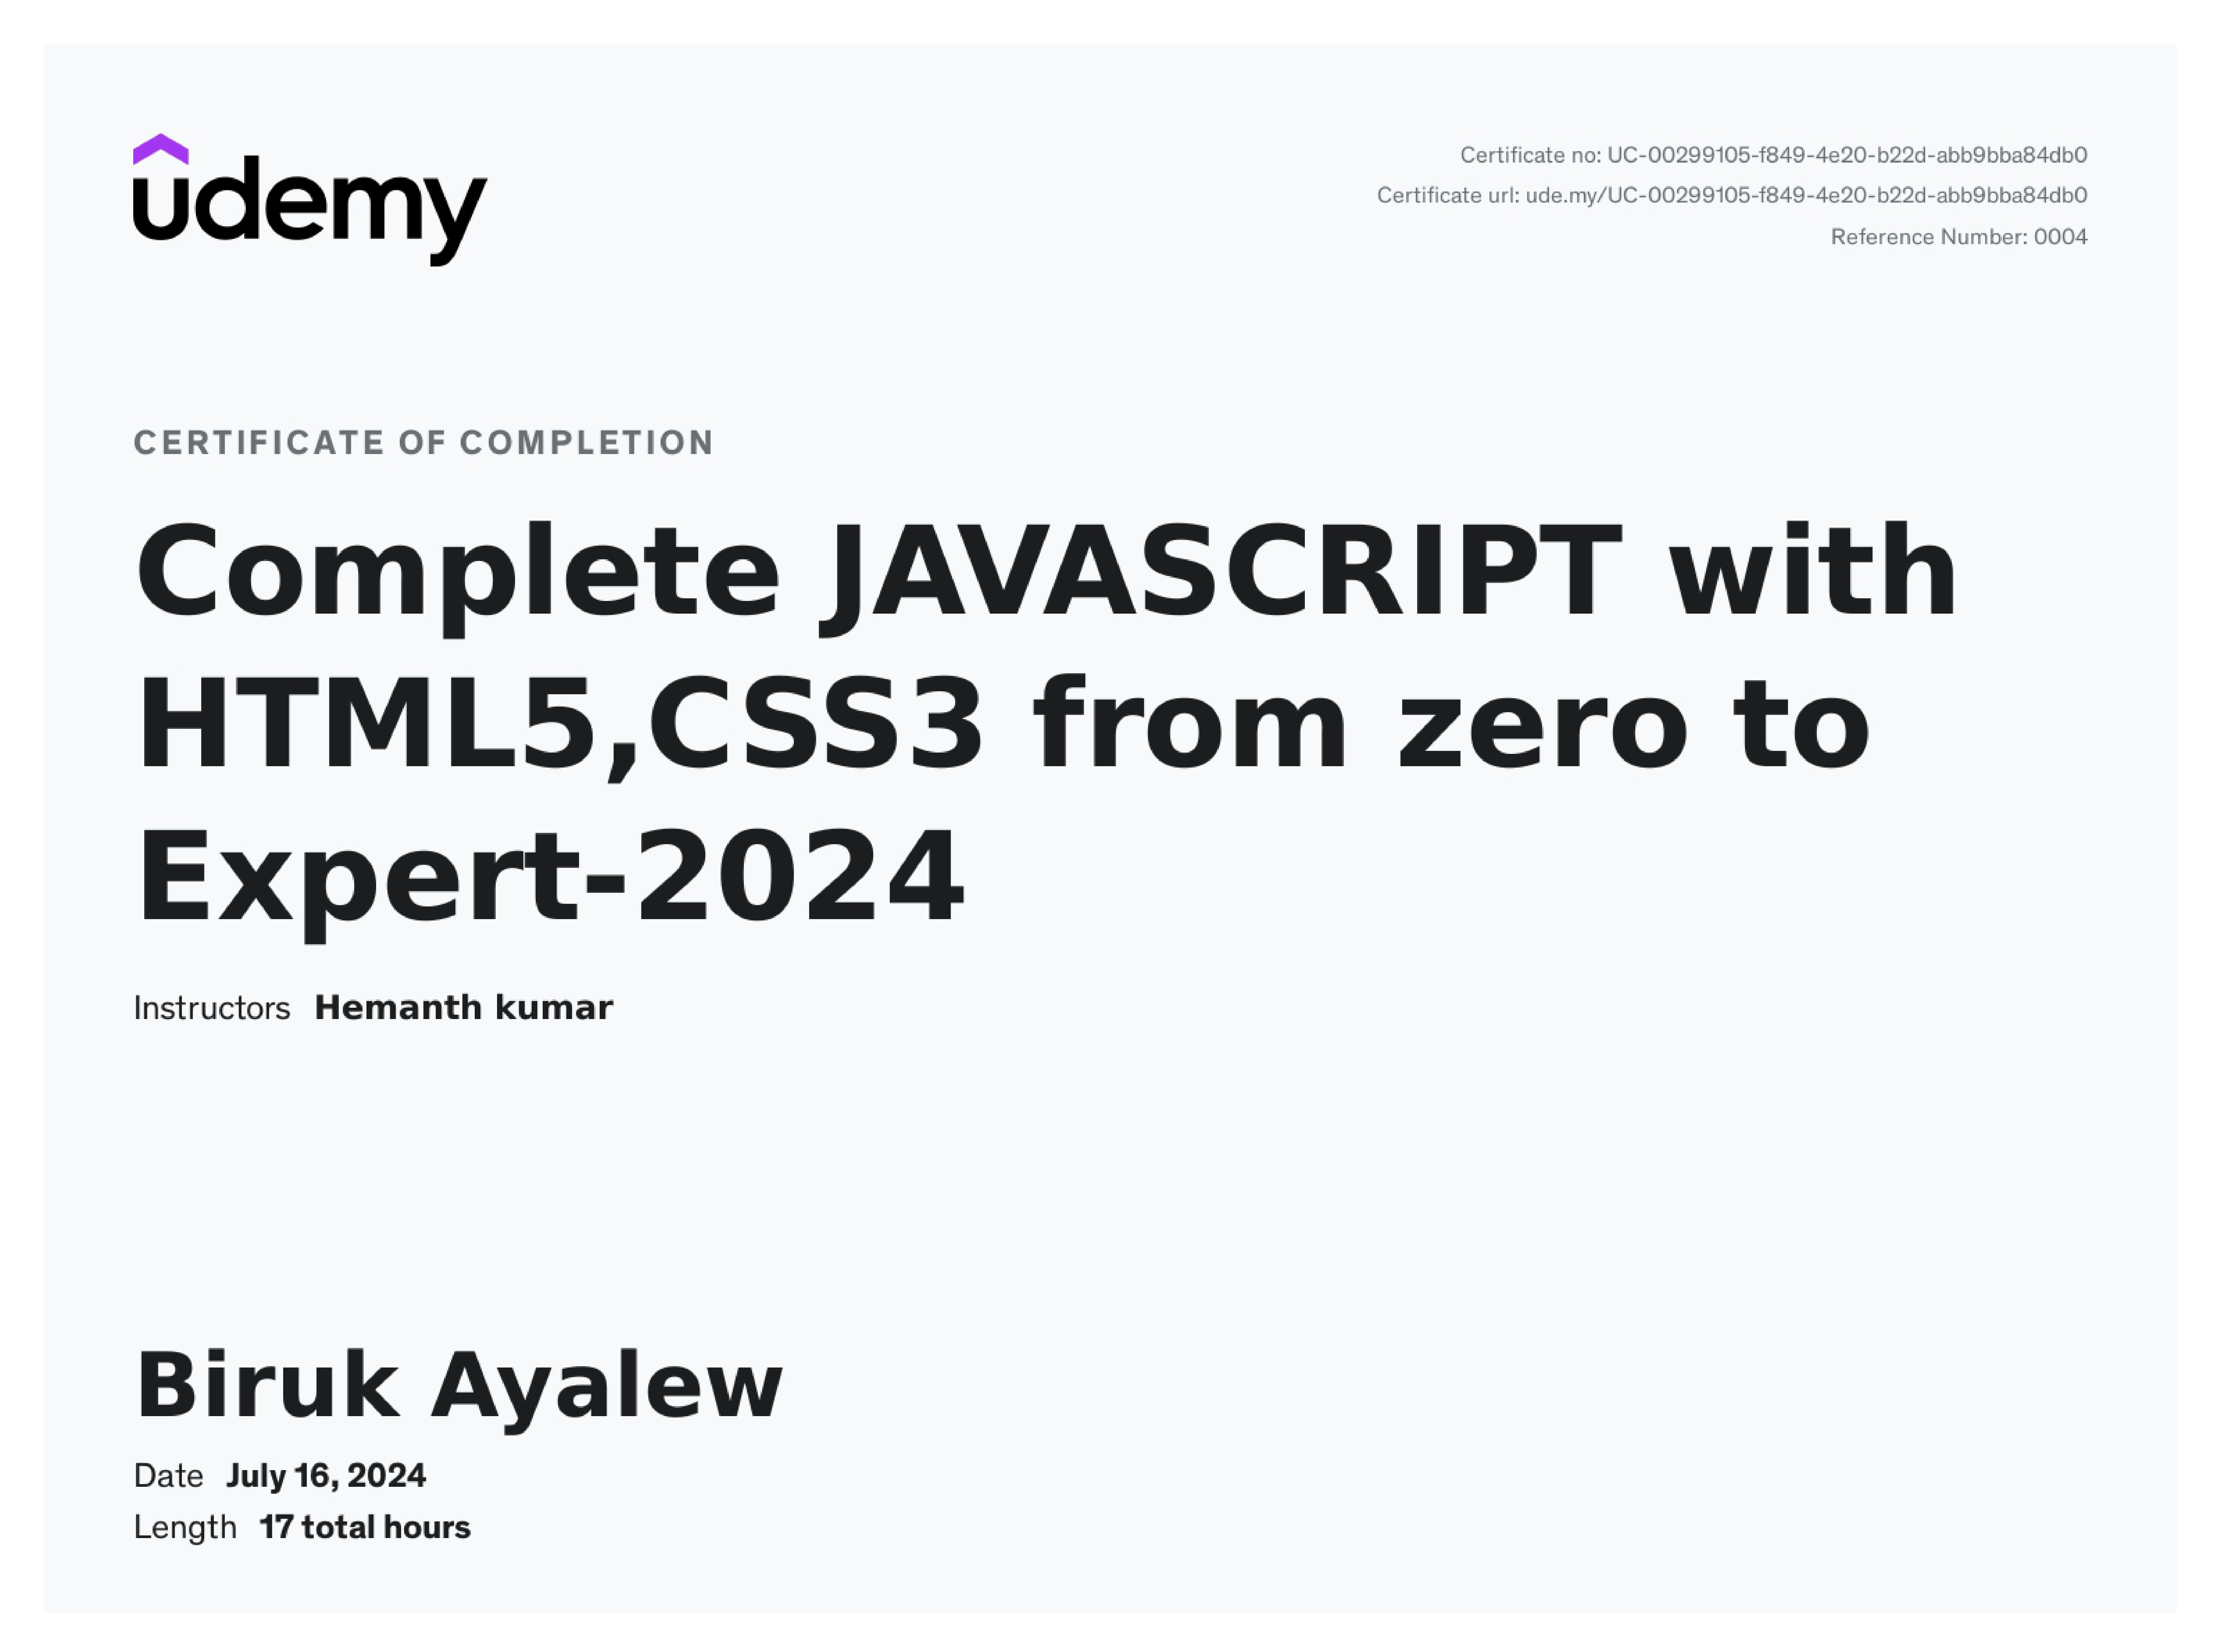 udemy
Certificate no: UC-00299105-f849-4e20-b22d-abb9bba84db0
Certificate url: ude.my/UC-00299105-f849-4e20-b22d-abb9bba84db0
Reference Number: 0004
CERTIFICATE OF COMPLETION
Complete JAVASCRIPT with
HTML5,CSS3 from zero to
Expert-2024
Instructors Hemanth kumar
Biruk Ayalew
Date July 16, 2024
Length 17 total hours